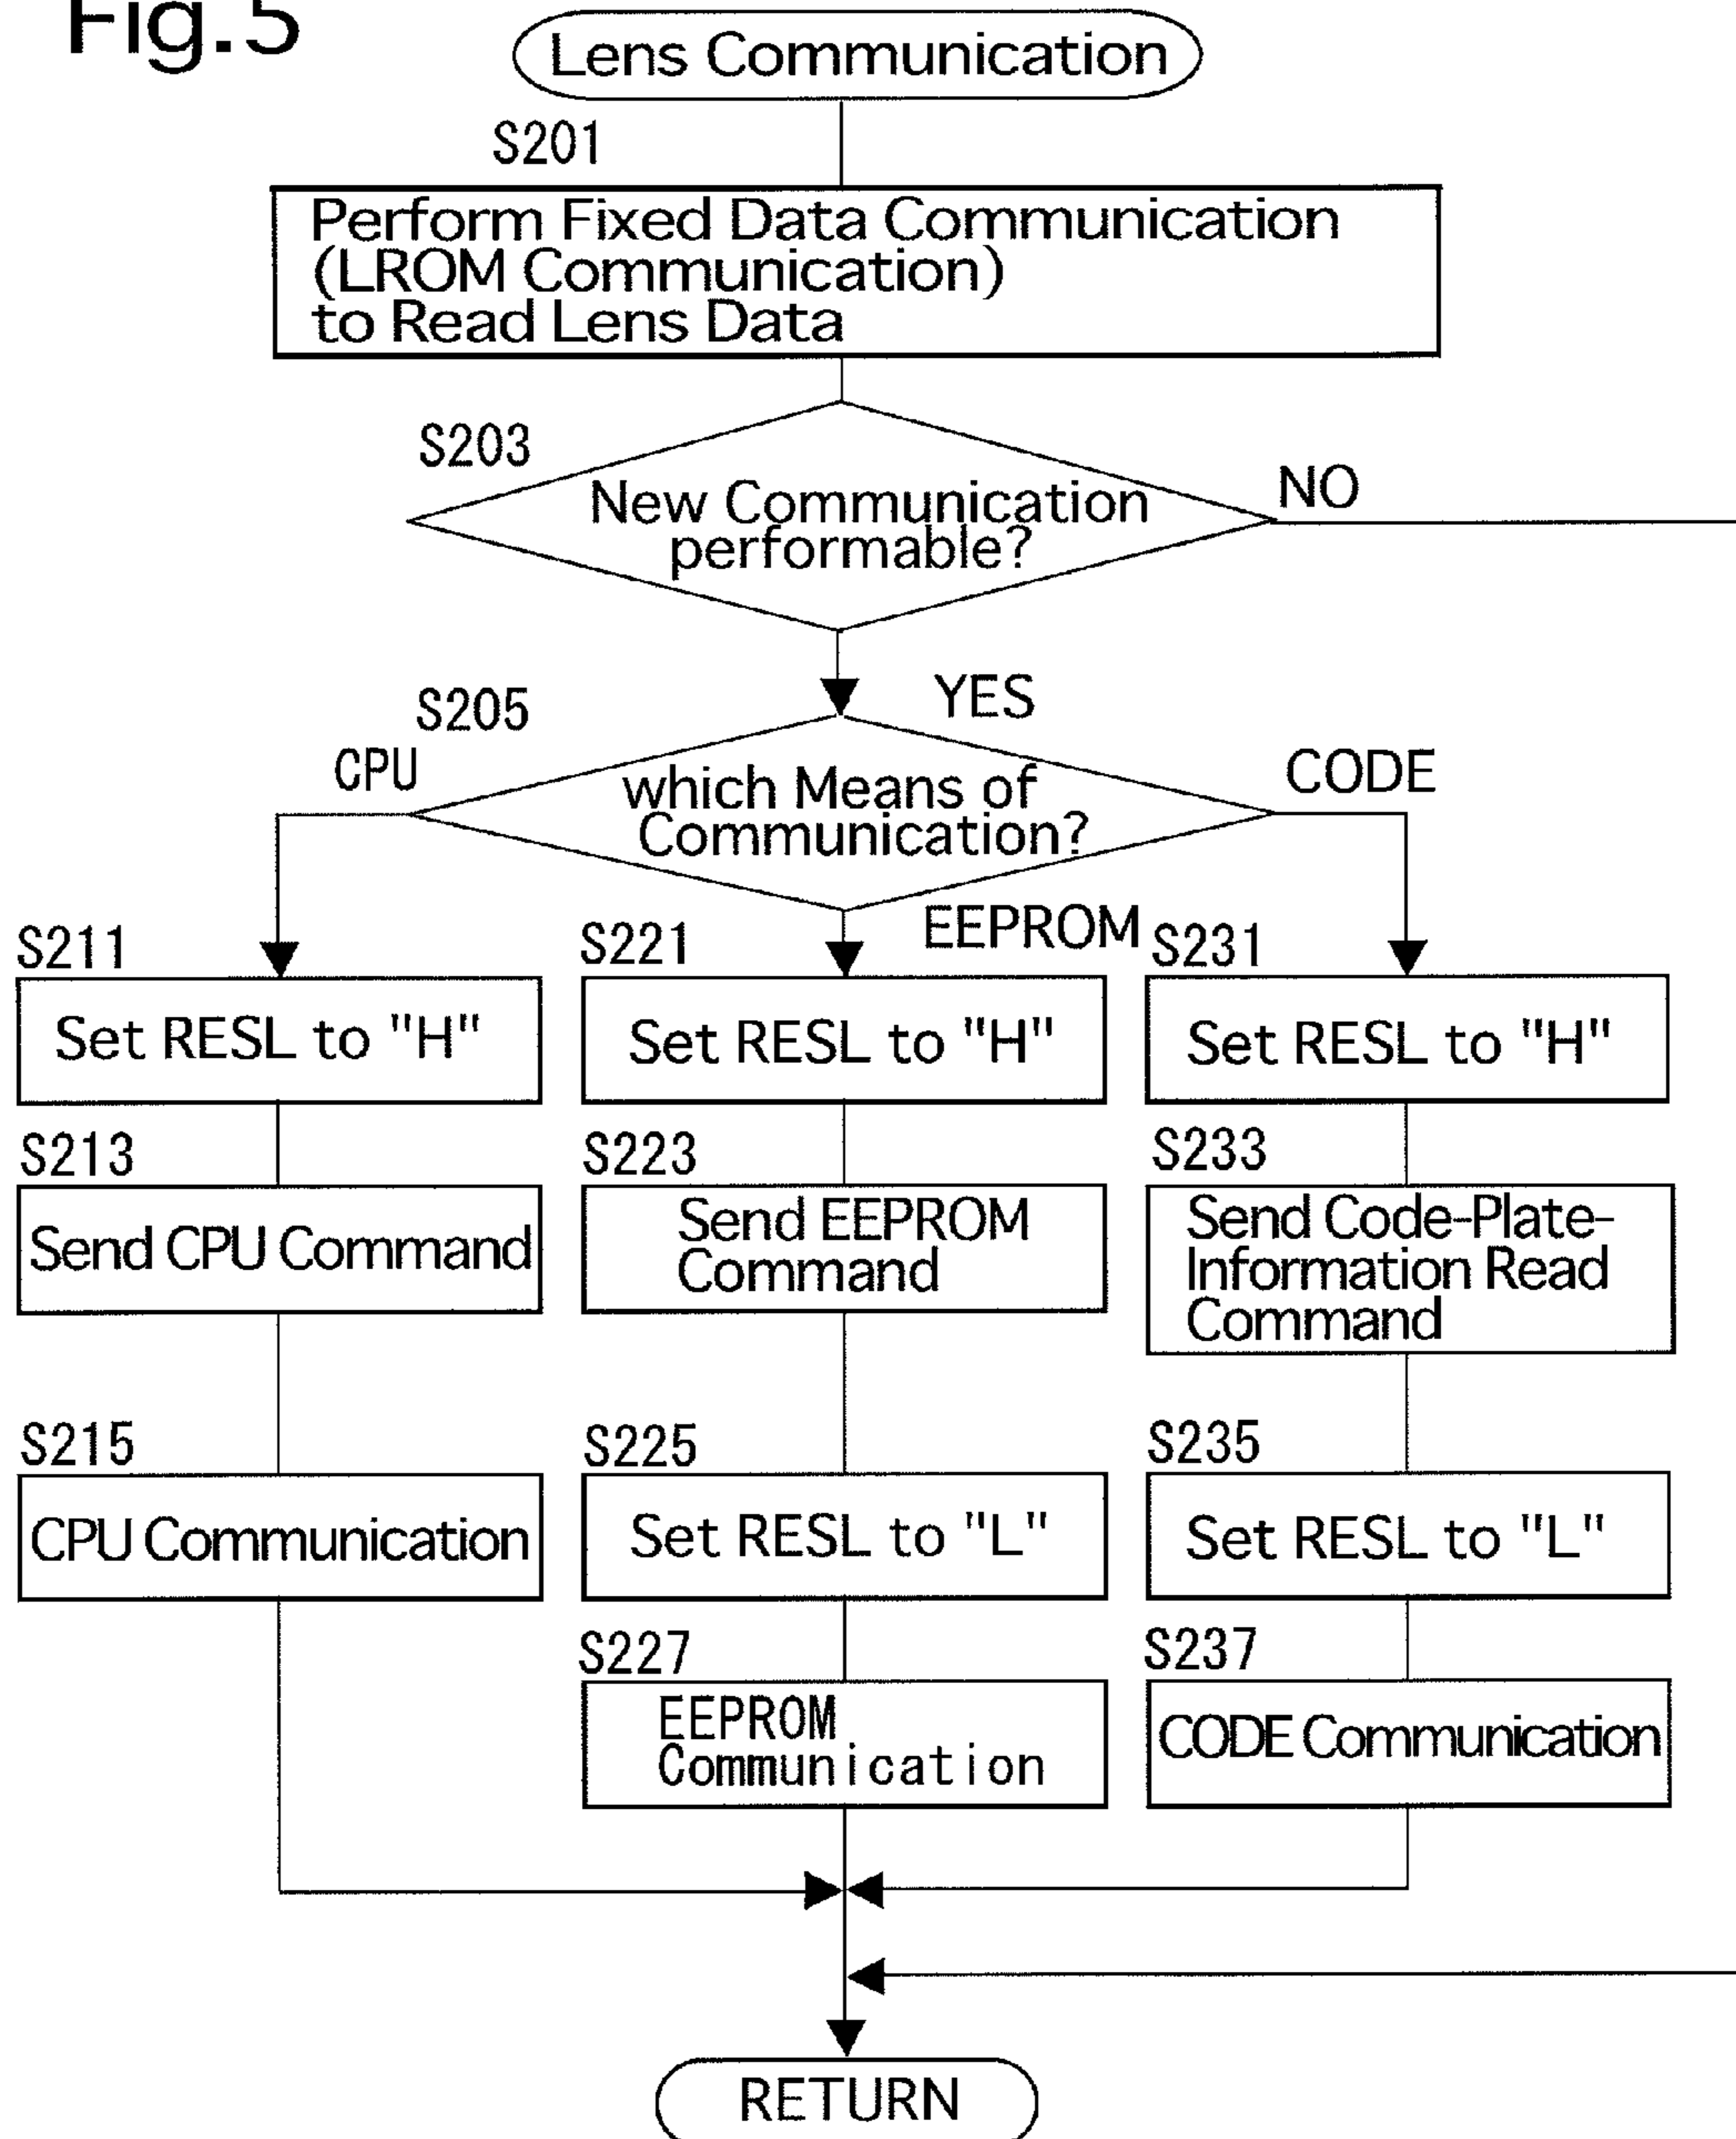 Fig.5
Lens Communication
S201
Perform Fixed Data Communication
(LROM Communication)
to Read Lens Data
S203
New Communication
performable?
NO
YES
S205
CPU
which Means of
Communication?
CODE
EEPROM
S211
Set RESL to "H"
S221
Set RESL to "H"
S231
Set RESL to "H"
S213
Send CPU Command
S223
Send EEPROM
Command
S233
Send Code-Plate-
Information Read
Command
S215
CPU Communication
S225
Set RESL to "L"
S235
Set RESL to "L"
S227
EEPROM
Communication
S237
CODE Communication
RETURN